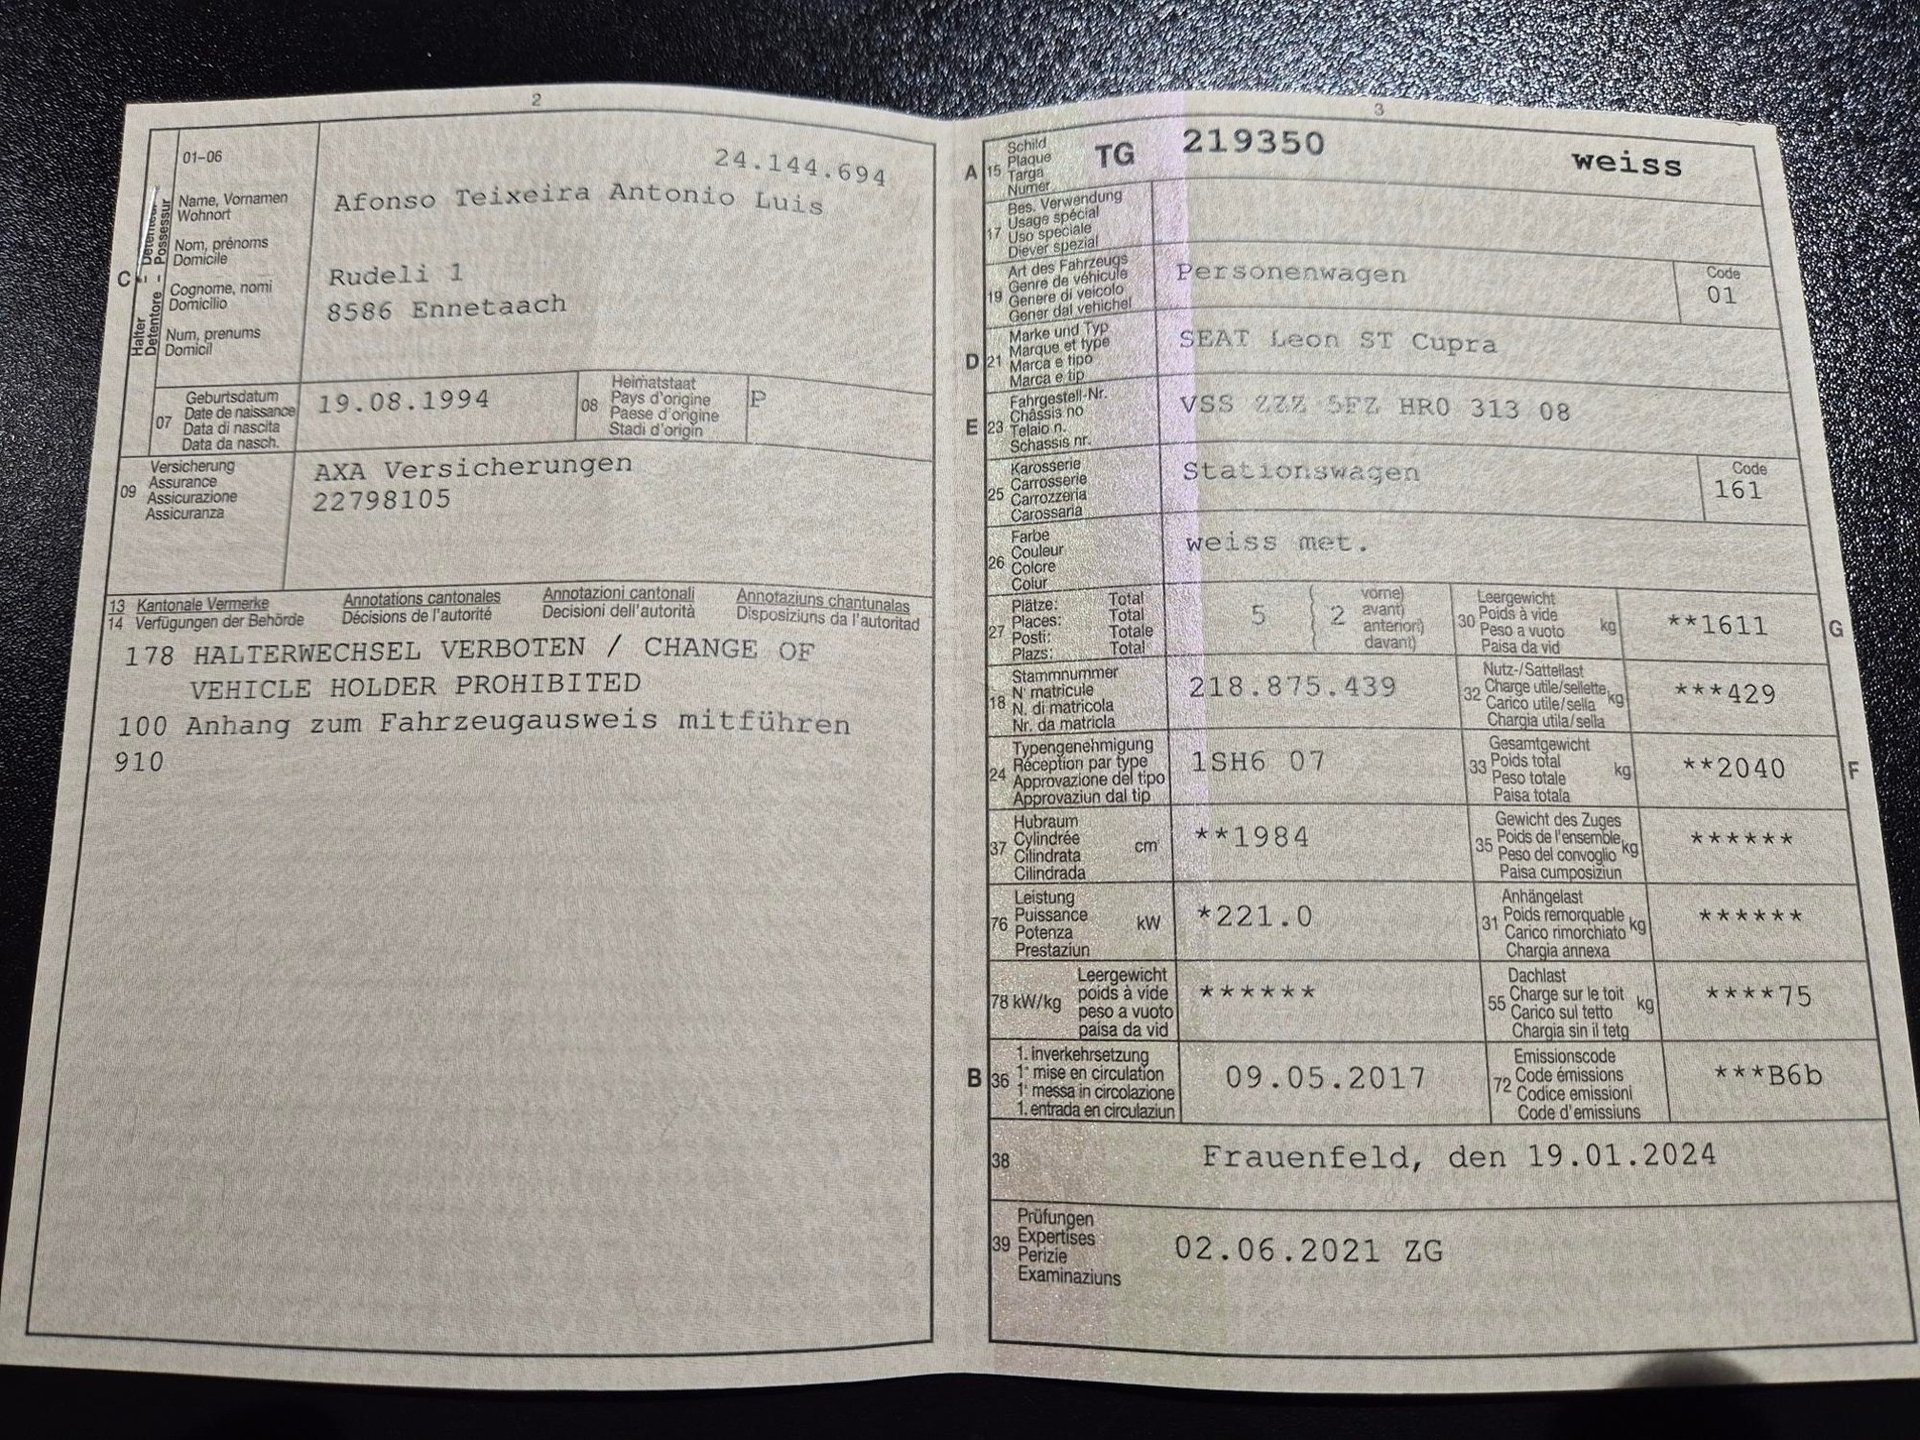 2
01-06
24.144.694
C
Halter - Détenteur
Detentore - Possessur
Name, Vornamen
Wohnort
Nom, prénoms
Domicile
Cognome, nomi
Domicilio
Num, prenums
Domicil
Afonso Teixeira Antonio Luis
Rudeli 1
8586 Ennetaach
07
Geburtsdatum
Date de naissance
Data di nascita
Data da nasch.
19.08.1994
08
Heimatstaat
Pays d'origine
Paese d'origine
Stadi d'origin
P
09
Versicherung
Assurance
Assicurazione
Assicuranza
AXA Versicherungen
22798105
13 Kantonale Vermerke Annotations cantonales Annotazioni cantonali Annotaziuns chantunalas
14 Verfügungen der Behörde Décisions de l'autorité Decisioni dell'autorità Disposiziuns da l'autoritad
178 HALTERWECHSEL VERBOTEN / CHANGE OF
VEHICLE HOLDER PROHIBITED
100 Anhang zum Fahrzeugausweis mitführen
910
3
A
15
Schild
Plaque
Targa
Numer
TG 219350 weiss
17
Bes. Verwendung
Usage spécial
Uso speciale
Diever spezial
19
Art des Fahrzeugs
Genre de véhicule
Genere di veicolo
Gener dal vehichel
Personenwagen
Code
01
D
21
Marke und Typ
Marque et type
Marca e tipo
Marca e tip
SEAT Leon ST Cupra
E
23
Fahrgestell-Nr.
Châssis no
Telaio n.
Schassis nr.
VSS ZZZ 5FZ HR0 313 08
25
Karosserie
Carrosserie
Carrozzeria
Carossaria
Stationswagen
Code
161
26
Farbe
Couleur
Colore
Colur
weiss met.
27
Plätze: Total
Places: Total
Posti: Totale
Plazs: Total
5 ( 2
vorne)
avant)
anteriori)
davant)
30
Leergewicht
Poids à vide
Peso a vuoto
Paisa da vid
kg
**1611
G
18
Stammnummer
N° matricule
N. di matricola
Nr. da matricla
218.875.439
32
Nutz-/Sattellast
Charge utile/sellette
Carico utile/sella
Chargia utila/sella
kg
***429
24
Typengenehmigung
Réception par type
Approvazione del tipo
Approvaziun dal tip
1SH6 07
33
Gesamtgewicht
Poids total
Peso totale
Paisa totala
kg
**2040
F
37
Hubraum
Cylindrée
Cilindrata
Cilindrada
cm³
**1984
35
Gewicht des Zuges
Poids de l'ensemble
Peso del convoglio
Paisa cumposiziun
kg
******
76
Leistung
Puissance
Potenza
Prestaziun
kW
*221.0
31
Anhängelast
Poids remorquable
Carico rimorchiato
Chargia annexa
kg
******
78 kW/kg
Leergewicht
poids à vide
peso a vuoto
paisa da vid
******
55
Dachlast
Charge sur le toit
Carico sul tetto
Chargia sin il tetg
kg
****75
B
36
1. Inverkehrsetzung
1e mise en circulation
1a messa in circolazione
1. entrada en circulaziun
09.05.2017
72
Emissionscode
Code émissions
Codice emissioni
Code d'emissiuns
***B6b
38
Frauenfeld, den 19.01.2024
39
Prüfungen
Expertises
Perizie
Examinaziuns
02.06.2021 ZG